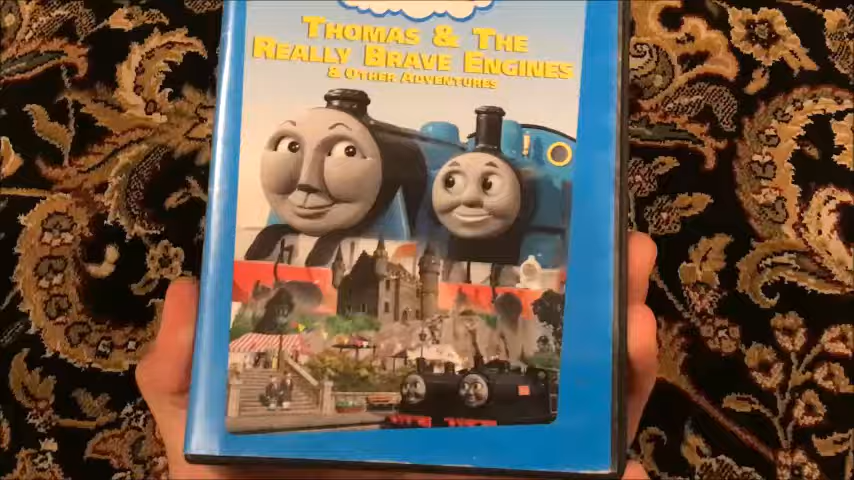 THOMAS & THE
REALLY BRAVE ENGINES
& OTHER ADVENTURES